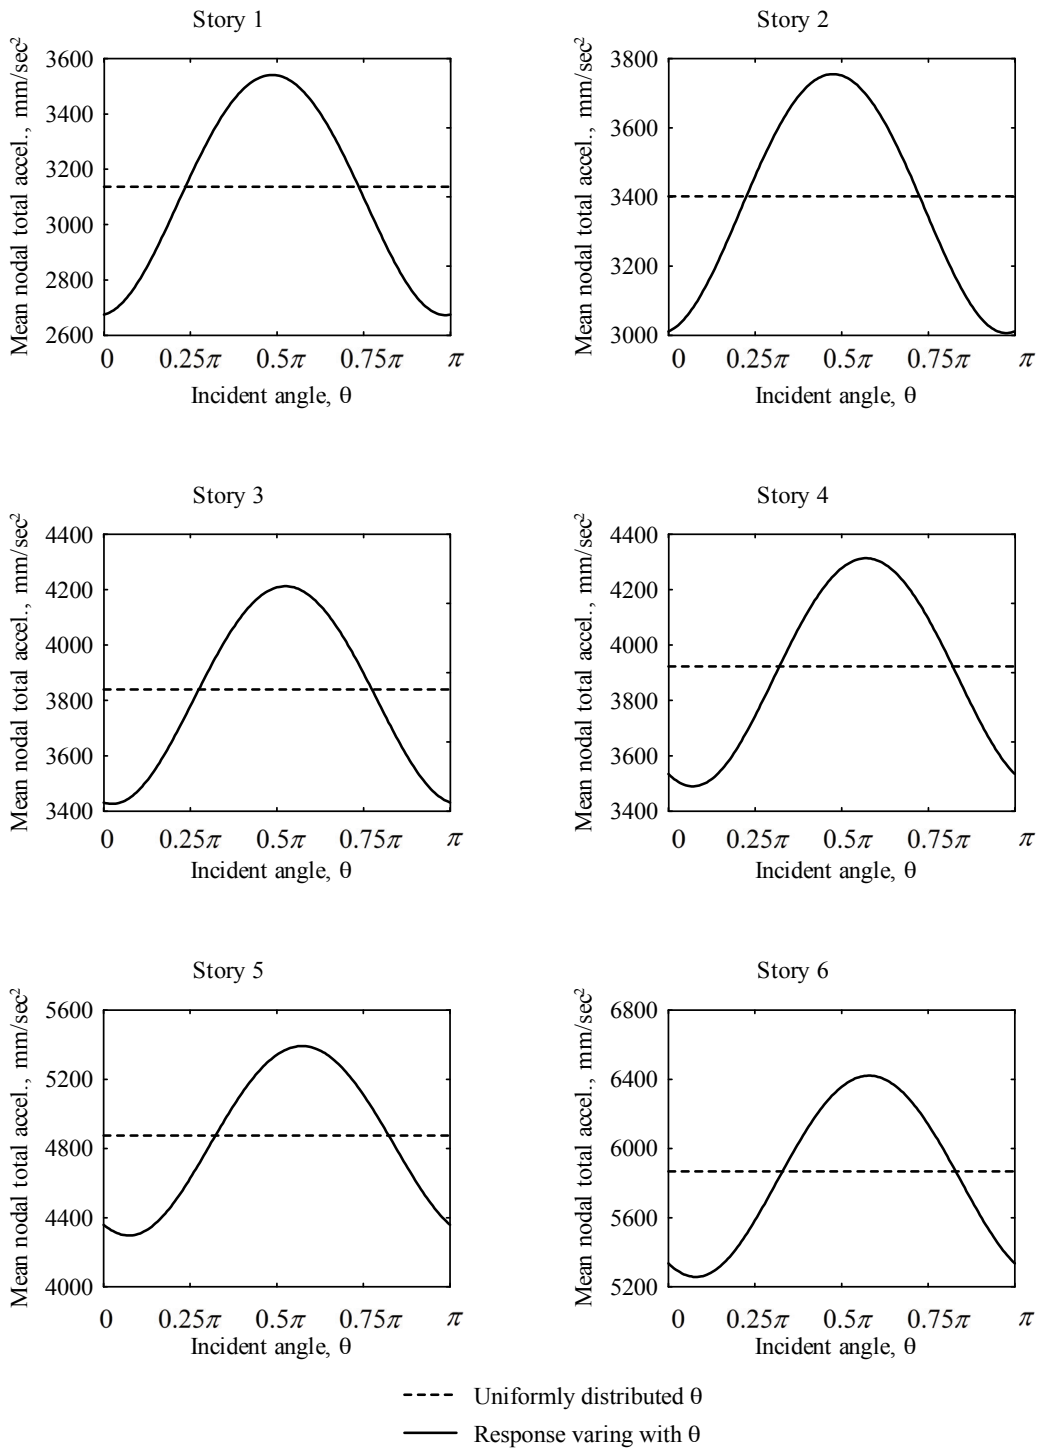 Story 1
Mean nodal total accel., mm/sec²
3600
3400
3200
3000
2800
2600
0 0.25π 0.5π 0.75π π
Incident angle, θ
Story 2
Mean nodal total accel., mm/sec²
3800
3600
3400
3200
3000
0 0.25π 0.5π 0.75π π
Incident angle, θ
Story 3
Mean nodal total accel., mm/sec²
4400
4200
4000
3800
3600
3400
0 0.25π 0.5π 0.75π π
Incident angle, θ
Story 4
Mean nodal total accel., mm/sec²
4400
4200
4000
3800
3600
3400
0 0.25π 0.5π 0.75π π
Incident angle, θ
Story 5
Mean nodal total accel., mm/sec²
5600
5200
4800
4400
4000
0 0.25π 0.5π 0.75π π
Incident angle, θ
Story 6
Mean nodal total accel., mm/sec²
6800
6400
6000
5600
5200
0 0.25π 0.5π 0.75π π
Incident angle, θ
Uniformly distributed θ
Response varing with θ